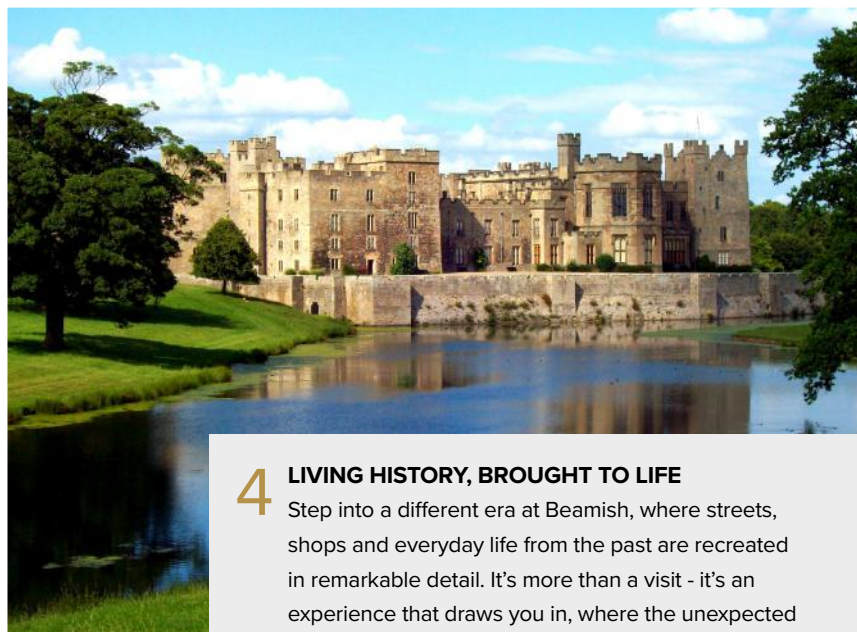 4
LIVING HISTORY, BROUGHT TO LIFE
Step into a different era at Beamish, where streets,
shops and everyday life from the past are recreated
in remarkable detail. It's more than a visit - it's an
experience that draws you in, where the unexpected